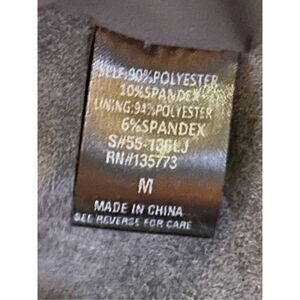 SELF:90%POLYESTER
10%SPANDEX
LINING:94%POLYESTER
6%SPANDEX
S#55-136LJ
RN#135773
M
MADE IN CHINA
SEE REVERSE FOR CARE